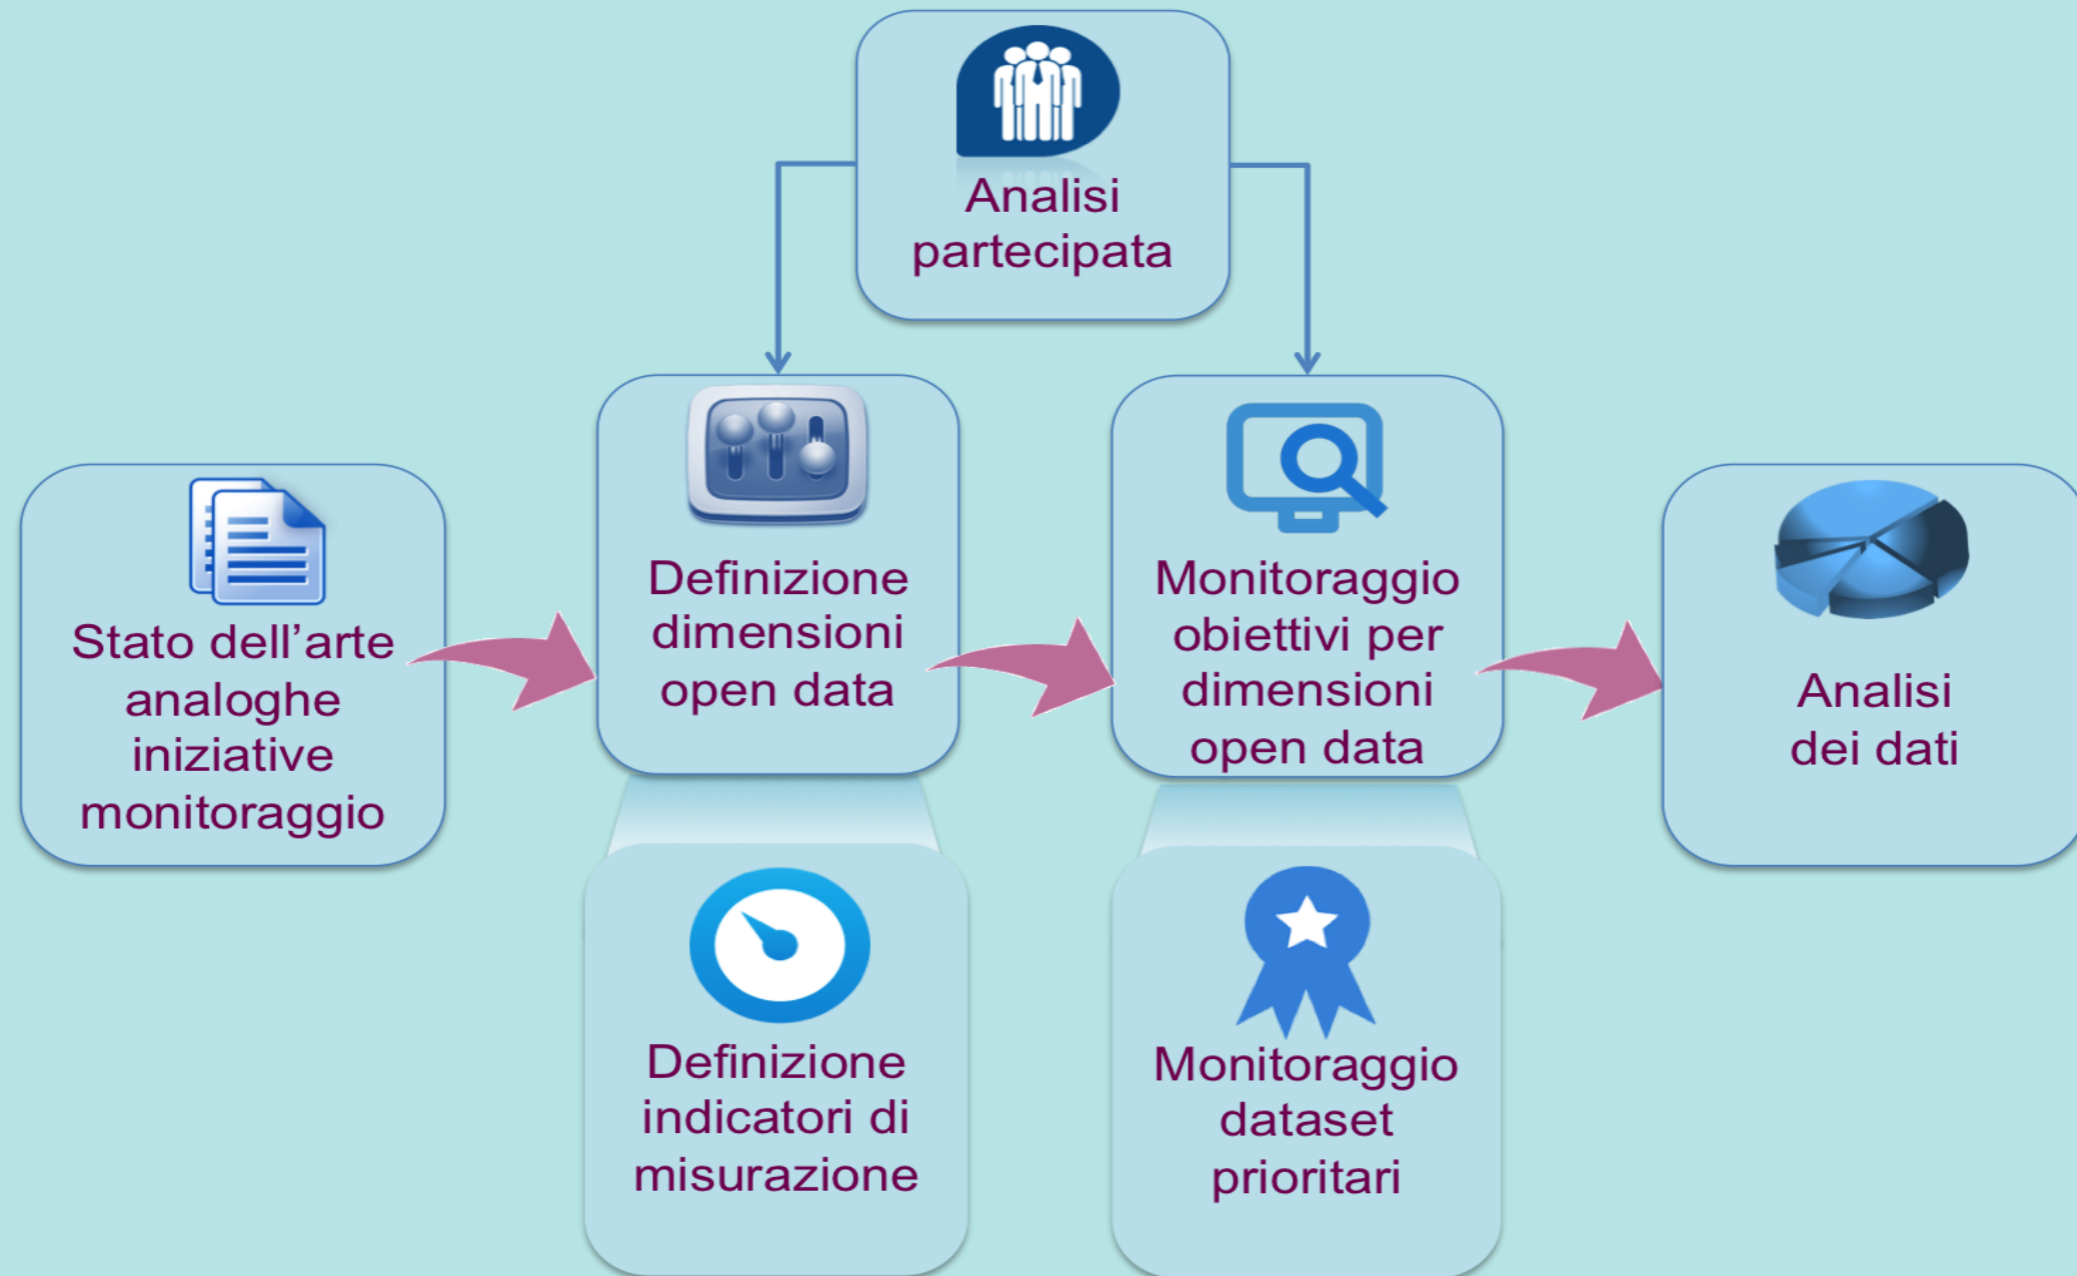 Analisi
partecipata
Stato dell’arte
analoghe
iniziative
monitoraggio
Definizione
dimensioni
open data
Monitoraggio
obiettivi per
dimensioni
open data
Analisi
dei dati
Definizione
indicatori di
misurazione
Monitoraggio
dataset
prioritari